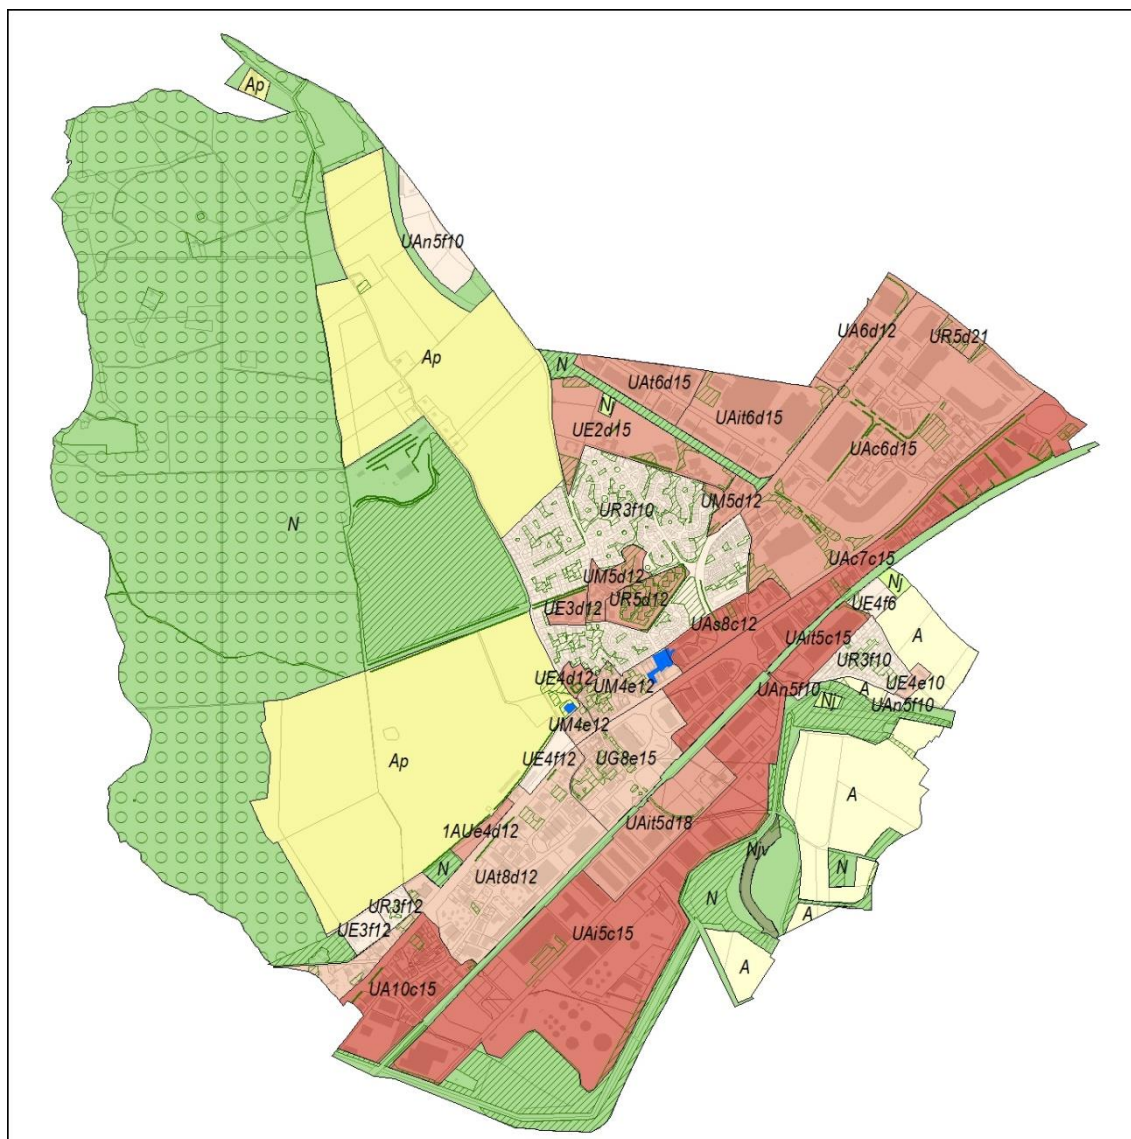 Ap
UAn5f10
UA6d12
UR5d21
Ap
N
UAt6d15
UAit6d15
N
UE2d15
UAc6d15
UM5d12
UR3f10
N
UAc7c15
UM5d12
Nj
UE3d12
UR5d12
UE4f6
UAs8c12
UAit5c15
UR3f10
A
UE4d12
UM4e12
UAn5f10
A
UE4e10
Nj
UAn5f10
UM4e12
UE4f12
UG8e15
Ap
A
UAit5d18
1AUe4d12
Njv
N
UAt8d12
N
N
UR3f12
A
UE3f12
UAi5c15
A
UA10c15